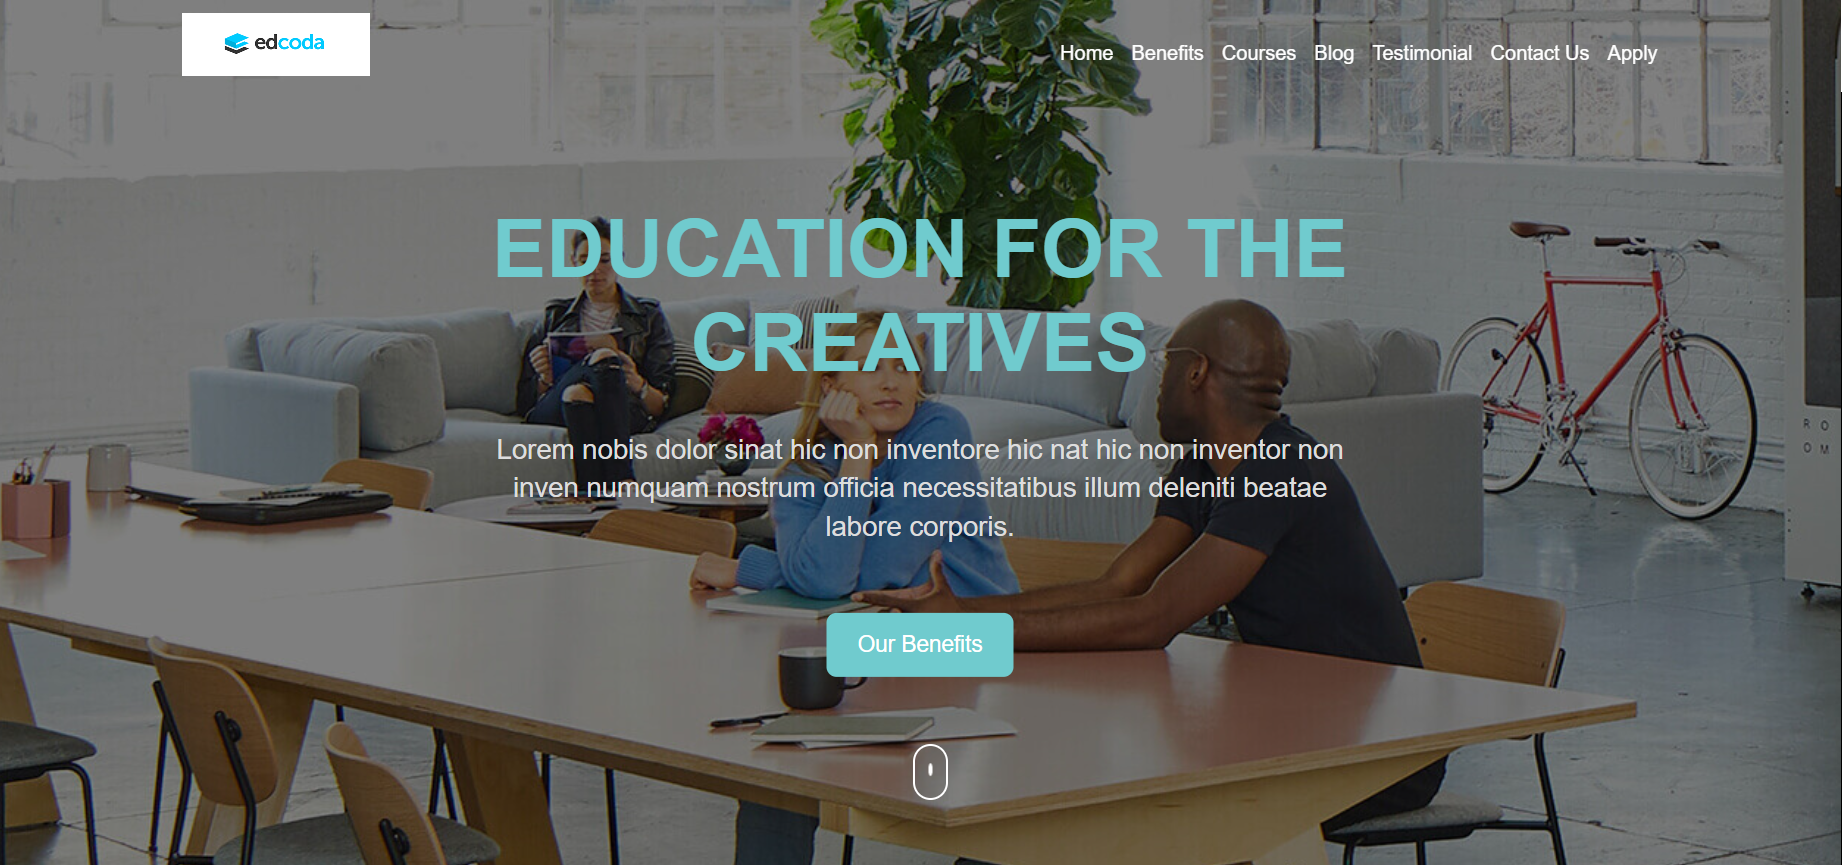 edcoda
Home Benefits Courses Blog Testimonial Contact Us Apply
EDUCATION FOR THE
CREATIVES
Lorem nobis dolor sinat hic non inventore hic nat hic non inventor non
inven numquam nostrum officia necessitatibus illum deleniti beatae
labore corporis.
R O
O M
Our Benefits